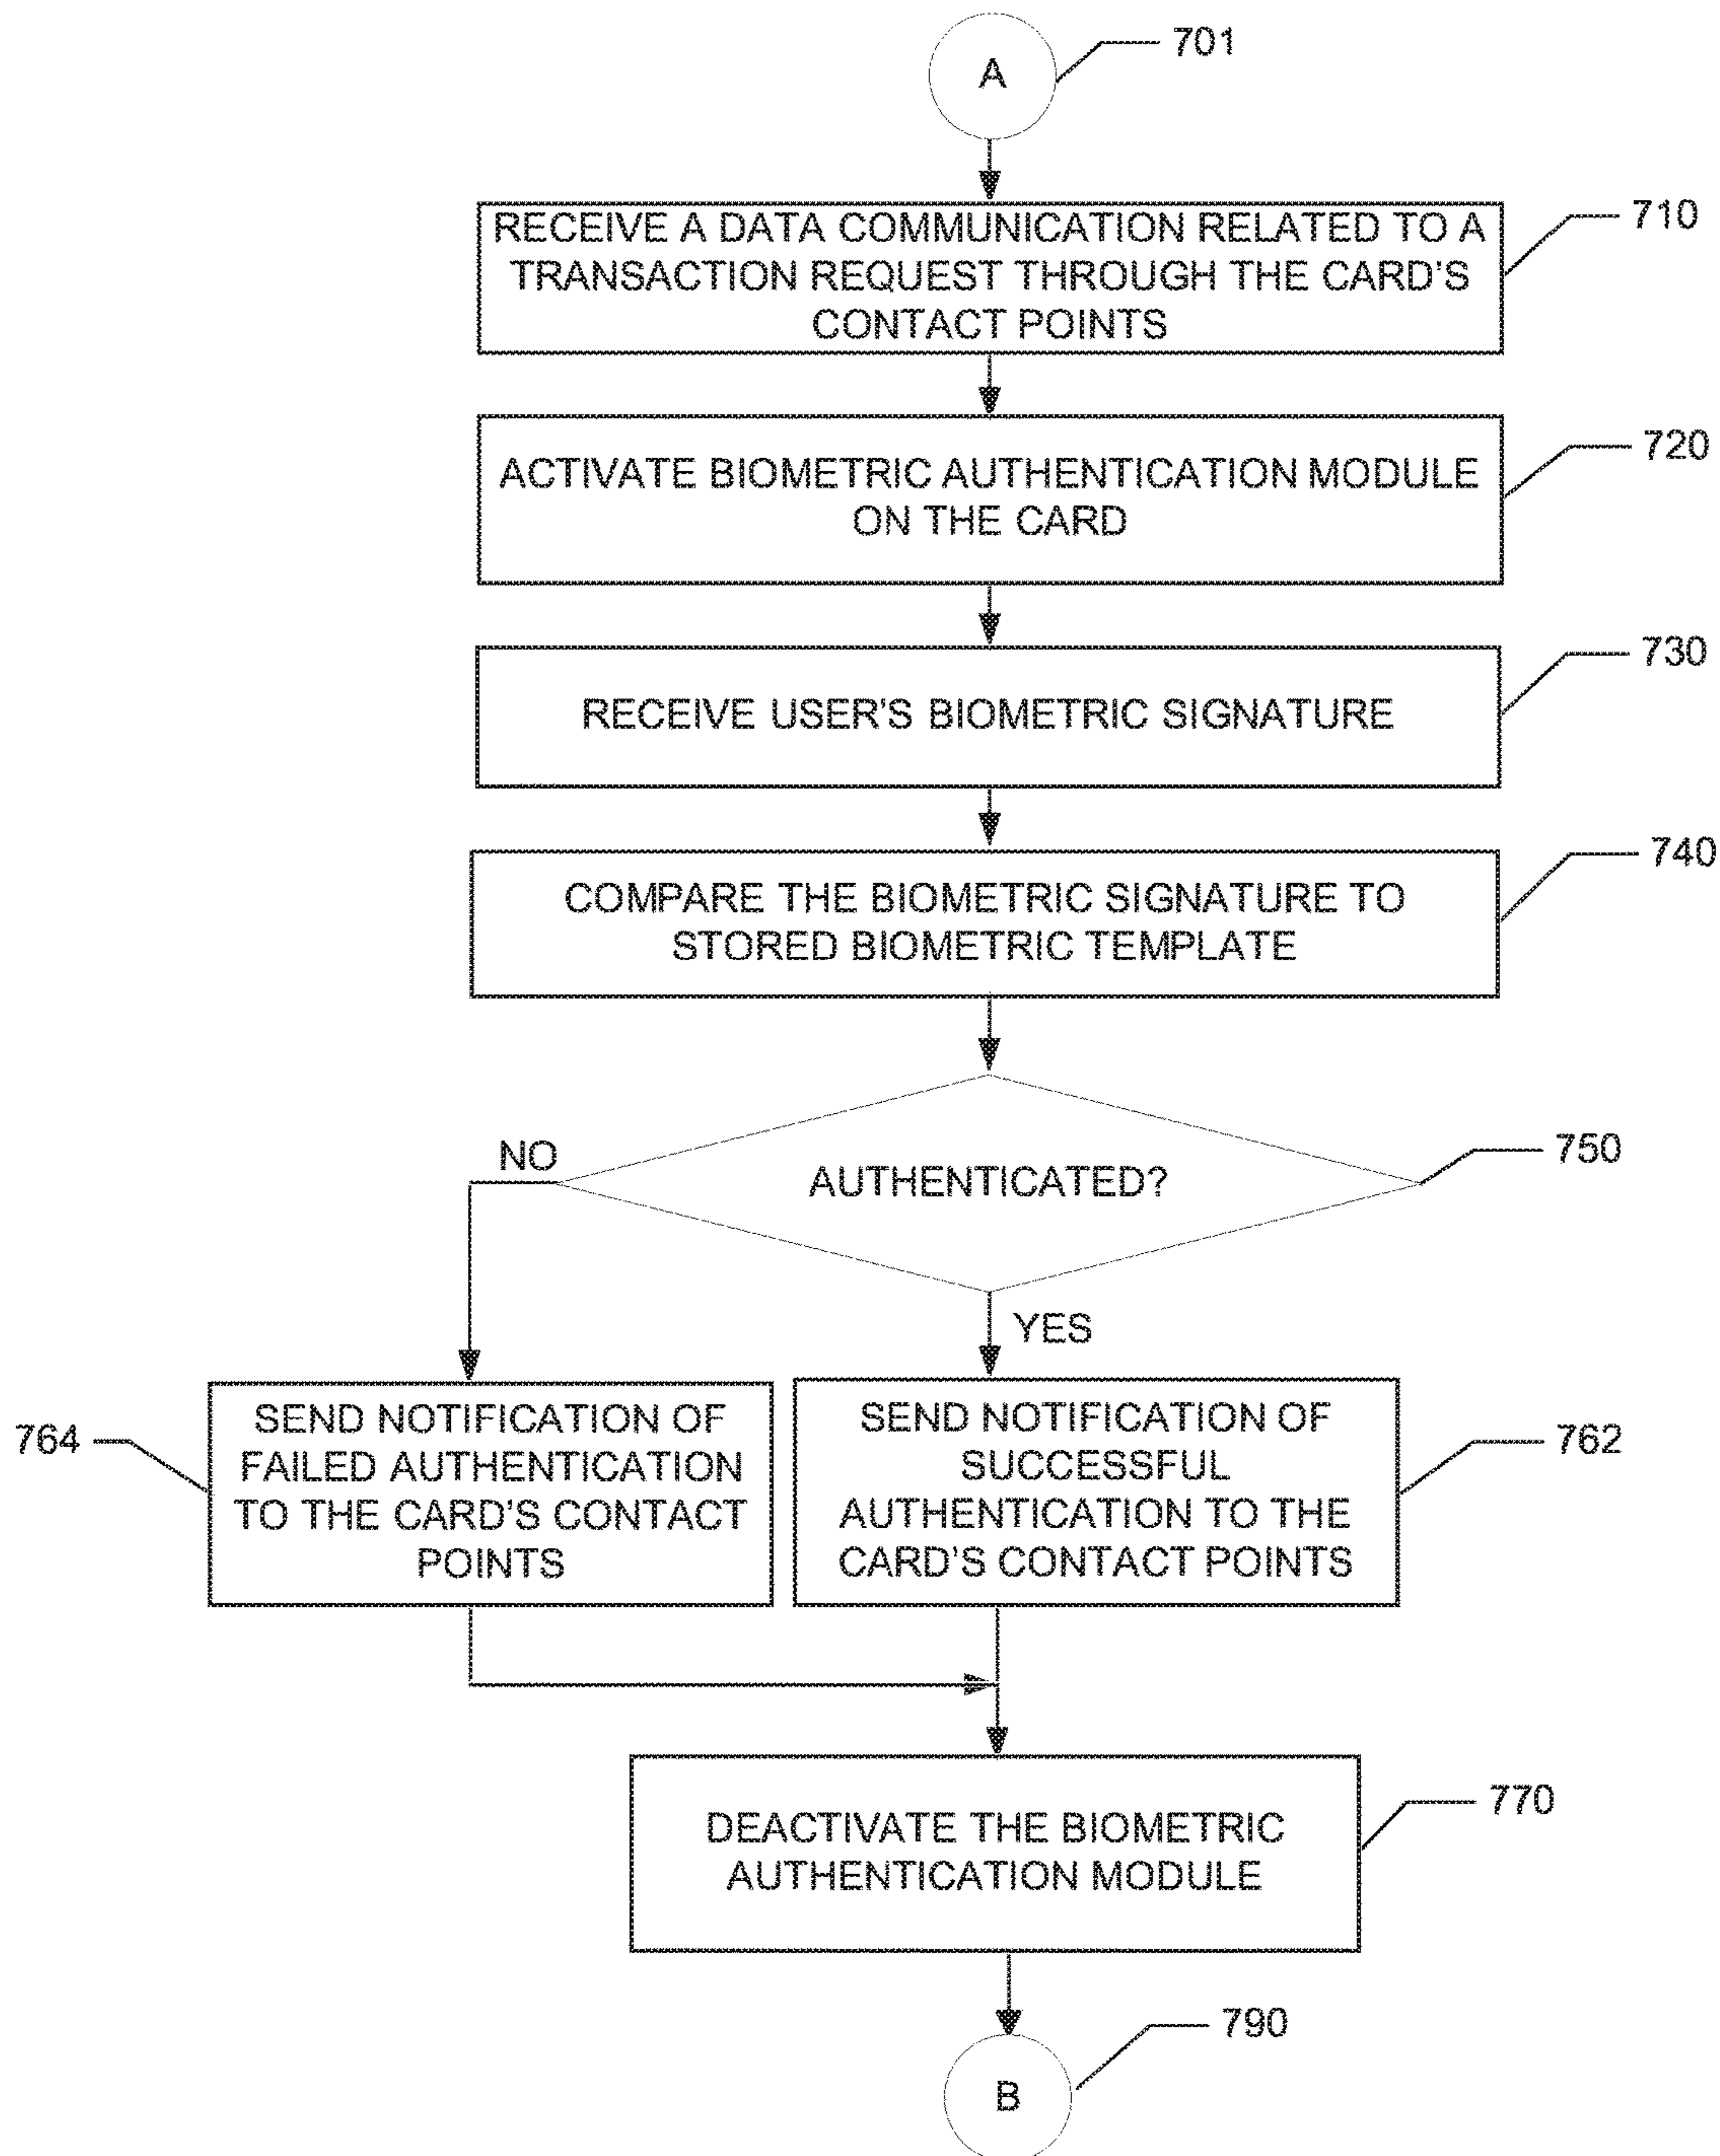 A
701
RECEIVE A DATA COMMUNICATION RELATED TO A
TRANSACTION REQUEST THROUGH THE CARD'S
CONTACT POINTS
710
ACTIVATE BIOMETRIC AUTHENTICATION MODULE
ON THE CARD
720
RECEIVE USER'S BIOMETRIC SIGNATURE
730
COMPARE THE BIOMETRIC SIGNATURE TO
STORED BIOMETRIC TEMPLATE
740
AUTHENTICATED?
750
NO
YES
764
SEND NOTIFICATION OF
FAILED AUTHENTICATION
TO THE CARD'S CONTACT
POINTS
SEND NOTIFICATION OF
SUCCESSFUL
AUTHENTICATION TO THE
CARD'S CONTACT POINTS
762
DEACTIVATE THE BIOMETRIC
AUTHENTICATION MODULE
770
B
790